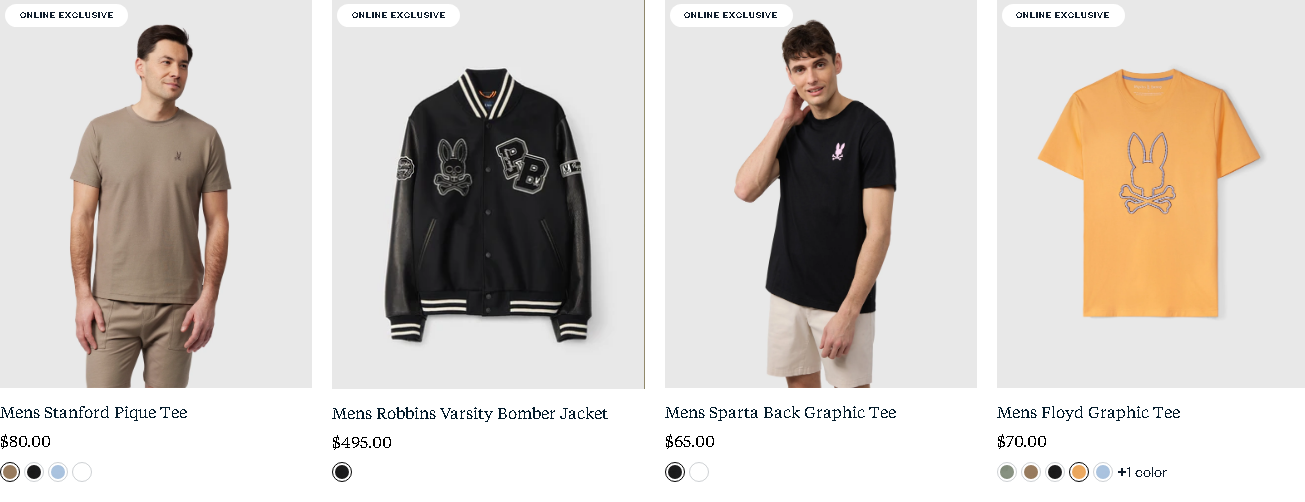 ONLINE EXCLUSIVE
ONLINE EXCLUSIVE
ONLINE EXCLUSIVE
ONLINE EXCLUSIVE
P
B
Mens Stanford Pique Tee
Mens Robbins Varsity Bomber Jacket
Mens Sparta Back Graphic Tee
Mens Floyd Graphic Tee
$80.00
$495.00
$65.00
$70.00
+1 color